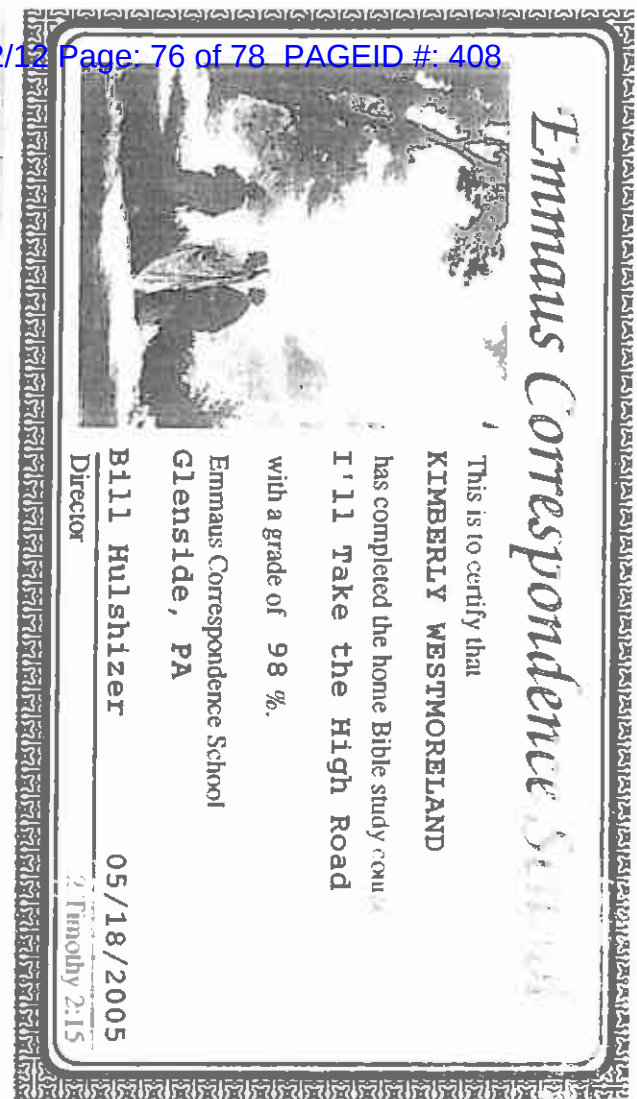 2/12 Page: 76 of 78 PAGEID #: 408
Emmaus Correspondence
This is to certify that
KIMBERLY WESTMORELAND
has completed the home Bible study
I'll Take the High Road
with a grade of 98 %.
Emmaus Correspondence School
Glenside, PA
Bill Hulshizer 05/18/2005
Director 2 Timothy 2:15